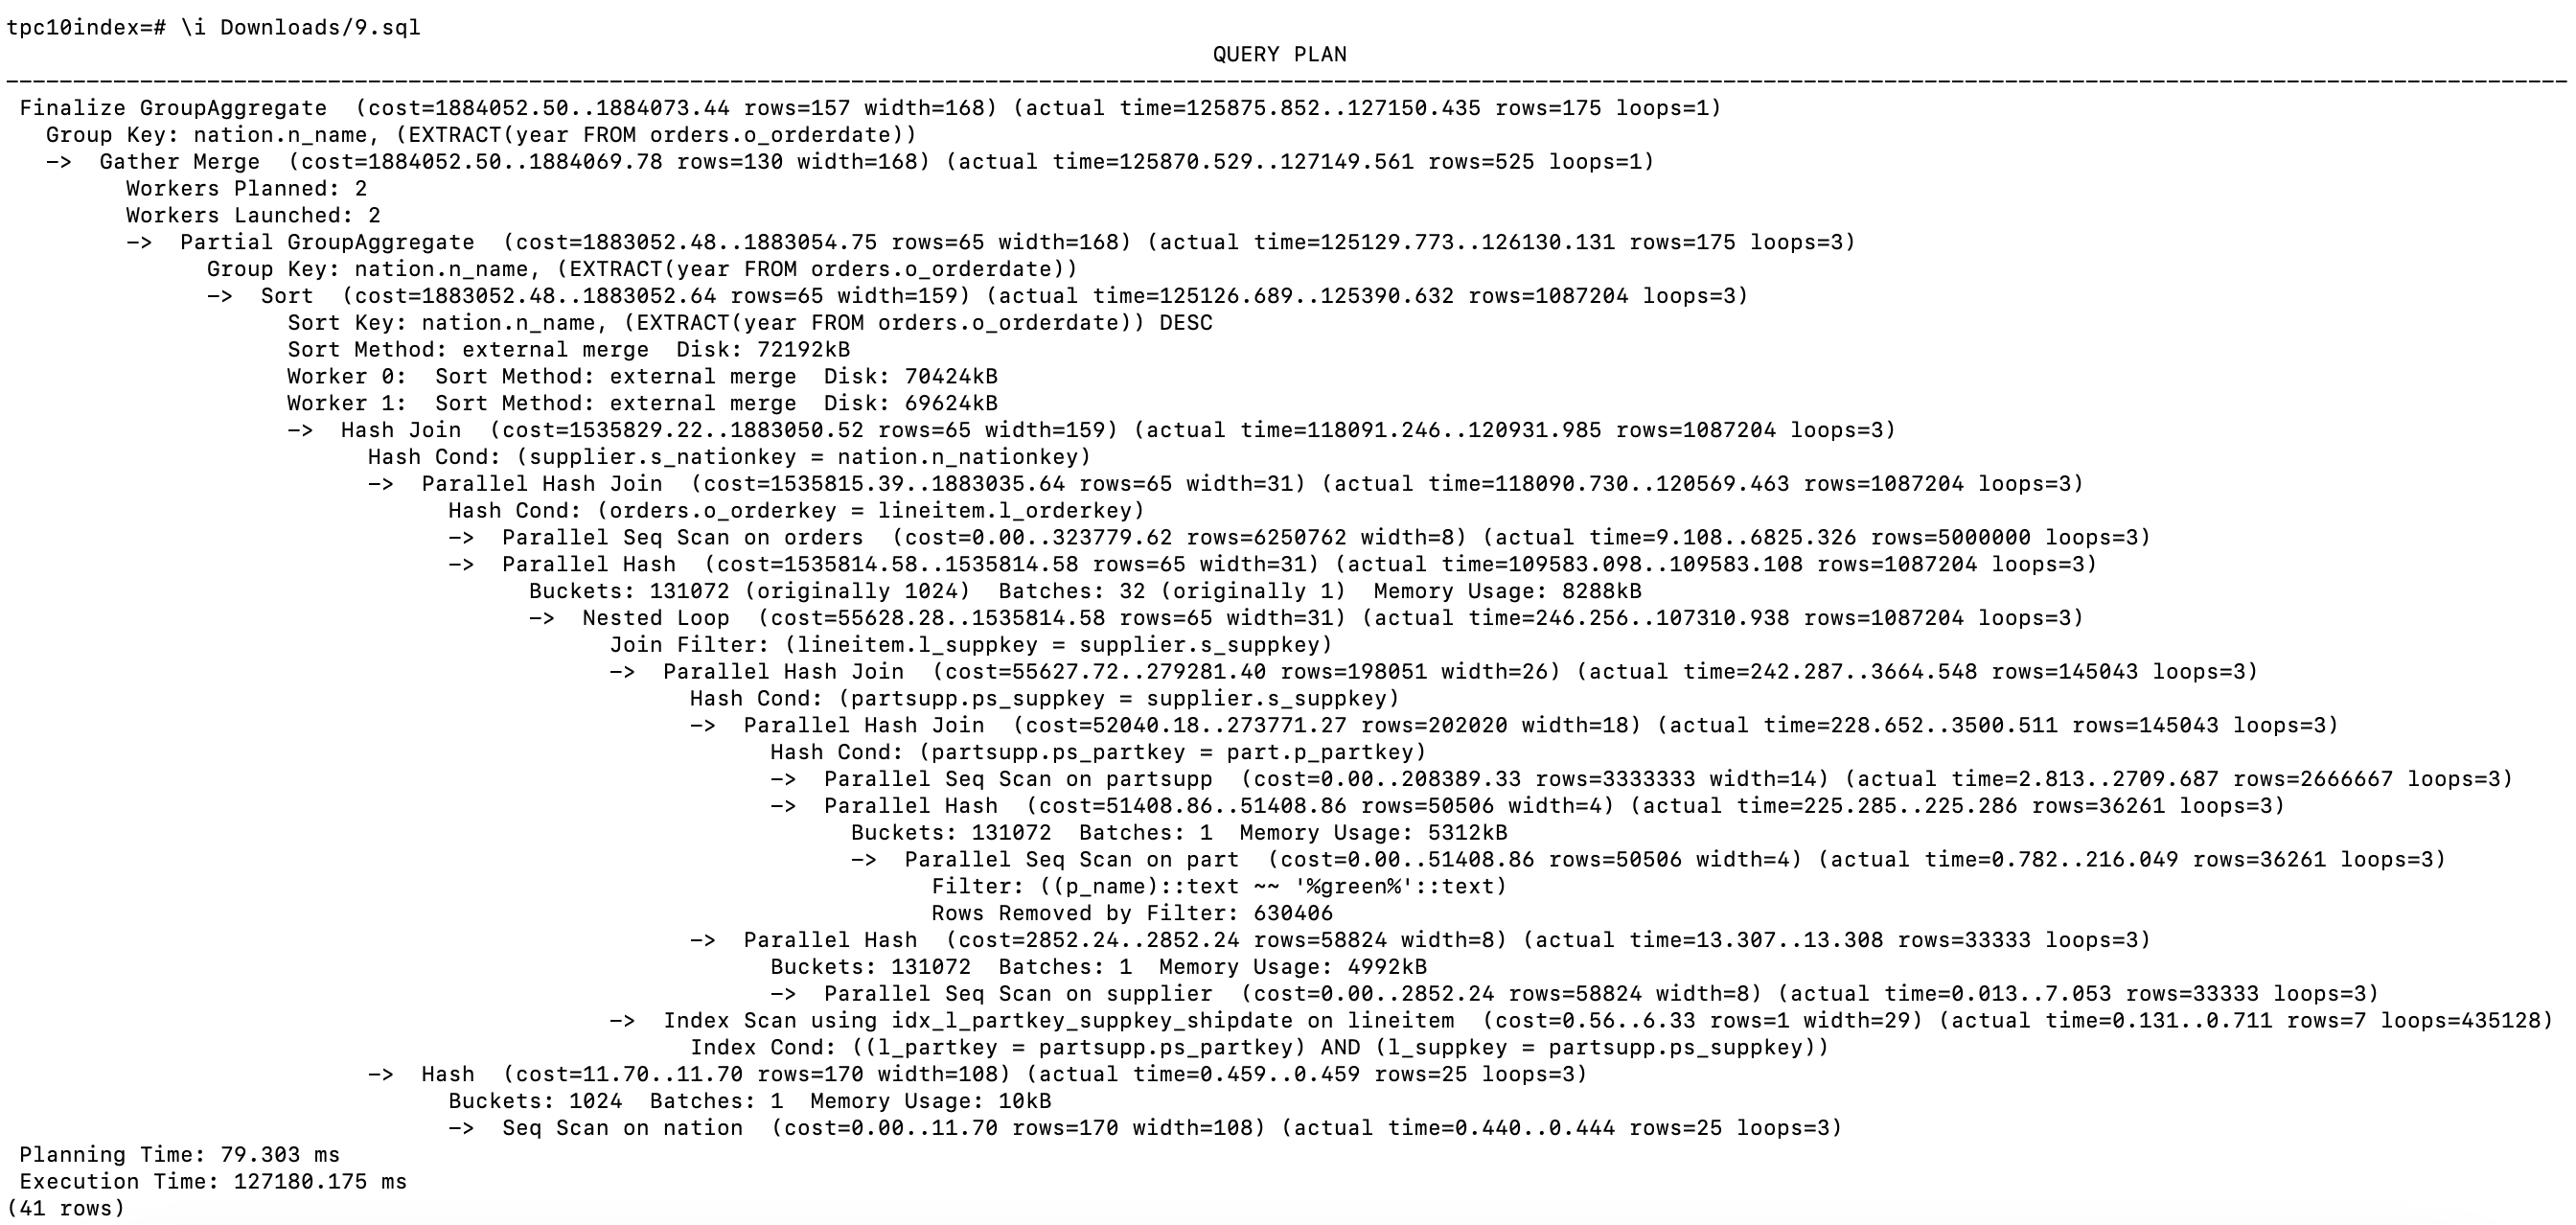 tpc10index=# \i Downloads/9.sql
QUERY PLAN
-----------------------------------------------------------------------------------------------------------------------------------------------------------------------------------------------
Finalize GroupAggregate  (cost=1884052.50..1884073.44 rows=157 width=168) (actual time=125875.852..127150.435 rows=175 loops=1)
Group Key: nation.n_name, (EXTRACT(year FROM orders.o_orderdate))
->  Gather Merge  (cost=1884052.50..1884069.78 rows=130 width=168) (actual time=125870.529..127149.561 rows=525 loops=1)
Workers Planned: 2
Workers Launched: 2
->  Partial GroupAggregate  (cost=1883052.48..1883054.75 rows=65 width=168) (actual time=125129.773..126130.131 rows=175 loops=3)
Group Key: nation.n_name, (EXTRACT(year FROM orders.o_orderdate))
->  Sort  (cost=1883052.48..1883052.64 rows=65 width=159) (actual time=125126.689..125390.632 rows=1087204 loops=3)
Sort Key: nation.n_name, (EXTRACT(year FROM orders.o_orderdate)) DESC
Sort Method: external merge  Disk: 72192kB
Worker 0:  Sort Method: external merge  Disk: 70424kB
Worker 1:  Sort Method: external merge  Disk: 69624kB
->  Hash Join  (cost=1535829.22..1883050.52 rows=65 width=159) (actual time=118091.246..120931.985 rows=1087204 loops=3)
Hash Cond: (supplier.s_nationkey = nation.n_nationkey)
->  Parallel Hash Join  (cost=1535815.39..1883035.64 rows=65 width=31) (actual time=118090.730..120569.463 rows=1087204 loops=3)
Hash Cond: (orders.o_orderkey = lineitem.l_orderkey)
->  Parallel Seq Scan on orders  (cost=0.00..323779.62 rows=6250762 width=8) (actual time=9.108..6825.326 rows=5000000 loops=3)
->  Parallel Hash  (cost=1535814.58..1535814.58 rows=65 width=31) (actual time=109583.098..109583.108 rows=1087204 loops=3)
Buckets: 131072 (originally 1024)  Batches: 32 (originally 1)  Memory Usage: 8288kB
->  Nested Loop  (cost=55628.28..1535814.58 rows=65 width=31) (actual time=246.256..107310.938 rows=1087204 loops=3)
Join Filter: (lineitem.l_suppkey = supplier.s_suppkey)
->  Parallel Hash Join  (cost=55627.72..279281.40 rows=198051 width=26) (actual time=242.287..3664.548 rows=145043 loops=3)
Hash Cond: (partsupp.ps_suppkey = supplier.s_suppkey)
->  Parallel Hash Join  (cost=52040.18..273771.27 rows=202020 width=18) (actual time=228.652..3500.511 rows=145043 loops=3)
Hash Cond: (partsupp.ps_partkey = part.p_partkey)
->  Parallel Seq Scan on partsupp  (cost=0.00..208389.33 rows=3333333 width=14) (actual time=2.813..2709.687 rows=2666667 loops=3)
->  Parallel Hash  (cost=51408.86..51408.86 rows=50506 width=4) (actual time=225.285..225.286 rows=36261 loops=3)
Buckets: 131072  Batches: 1  Memory Usage: 5312kB
->  Parallel Seq Scan on part  (cost=0.00..51408.86 rows=50506 width=4) (actual time=0.782..216.049 rows=36261 loops=3)
Filter: ((p_name)::text ~~ '%green%'::text)
Rows Removed by Filter: 630406
->  Parallel Hash  (cost=2852.24..2852.24 rows=58824 width=8) (actual time=13.307..13.308 rows=33333 loops=3)
Buckets: 131072  Batches: 1  Memory Usage: 4992kB
->  Parallel Seq Scan on supplier  (cost=0.00..2852.24 rows=58824 width=8) (actual time=0.013..7.053 rows=33333 loops=3)
->  Index Scan using idx_l_partkey_suppkey_shipdate on lineitem  (cost=0.56..6.33 rows=1 width=29) (actual time=0.131..0.711 rows=7 loops=435128)
Index Cond: ((l_partkey = partsupp.ps_partkey) AND (l_suppkey = partsupp.ps_suppkey))
->  Hash  (cost=11.70..11.70 rows=170 width=108) (actual time=0.459..0.459 rows=25 loops=3)
Buckets: 1024  Batches: 1  Memory Usage: 10kB
->  Seq Scan on nation  (cost=0.00..11.70 rows=170 width=108) (actual time=0.440..0.444 rows=25 loops=3)
Planning Time: 79.303 ms
Execution Time: 127180.175 ms
(41 rows)